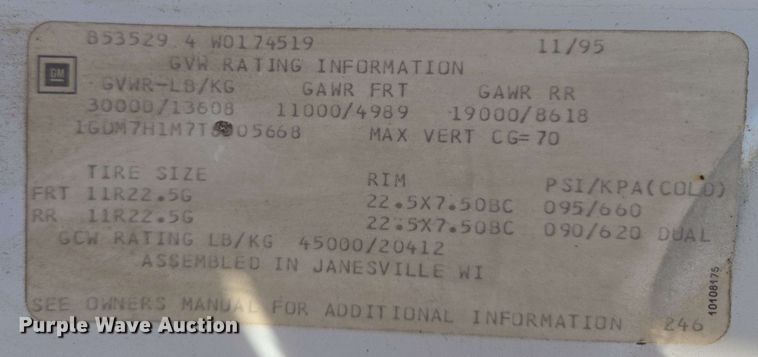 853529 4 W0174519 11/95
GM
GVW RATING INFORMATION
GVWR-LB/KG GAWR FRT GAWR RR
30000/13608 11000/4989 19000/8618
MAX VERT CG=70
TIRE SIZE RIM PSI/KPA(COLD)
FRT 11R22.5G 22.5X7.50BC 095/660
RR 11R22.5G 22.5X7.50BC 090/620 DUAL
GCW RATING LB/KG 45000/20412
ASSEMBLED IN JANESVILLE WI
10108175
SEE OWNERS MANUAL FOR ADDITIONAL INFORMATION 246
Purple Wave Auction